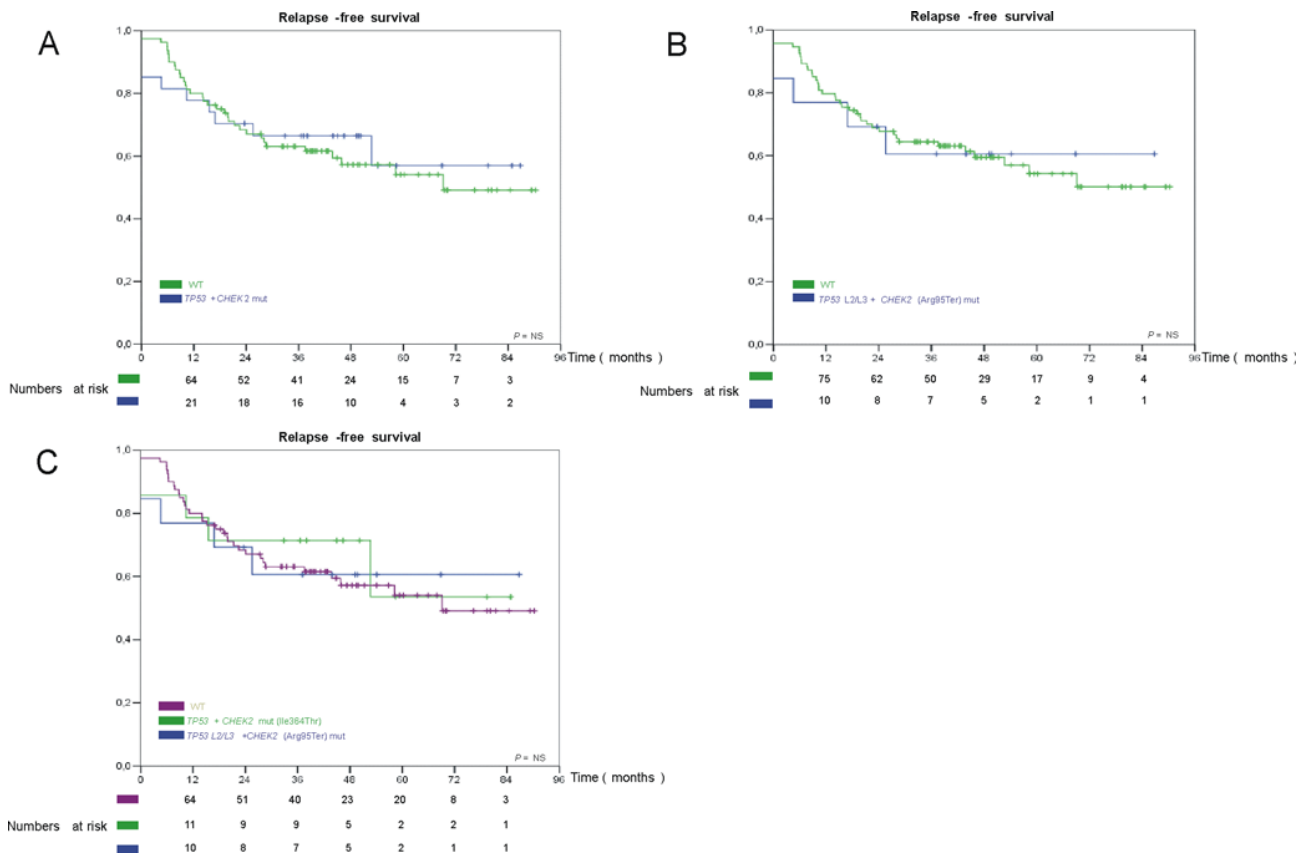 A
Relapse -free survival
1,0
0,8
0,6
0,4
0,2
0,0
WT
TP53 + CHEK2 mut
P = NS
0 12 24 36 48 60 72 84 96 Time ( months )
Numbers at risk
64 52 41 24 15 7 3
21 18 16 10 4 3 2
B
Relapse -free survival
1,0
0,8
0,6
0,4
0,2
0,0
WT
TP53 L2/L3 + CHEK2 (Arg95Ter) mut
P = NS
0 12 24 36 48 60 72 84 96
Time ( months )
Numbers at risk
75 62 50 29 17 9 4
10 8 7 5 2 1 1
C
Relapse -free survival
1,0
0,8
0,6
0,4
0,2
0,0
WT
TP53 + CHEK2 mut (Ile364Thr)
TP53 L2/L3 +CHEK2 (Arg95Ter) mut
P = NS
0 12 24 36 48 60 72 84 96
Time ( months )
Numbers at risk
64 51 40 23 20 8 3
11 9 9 5 2 2 1
10 8 7 5 2 1 1